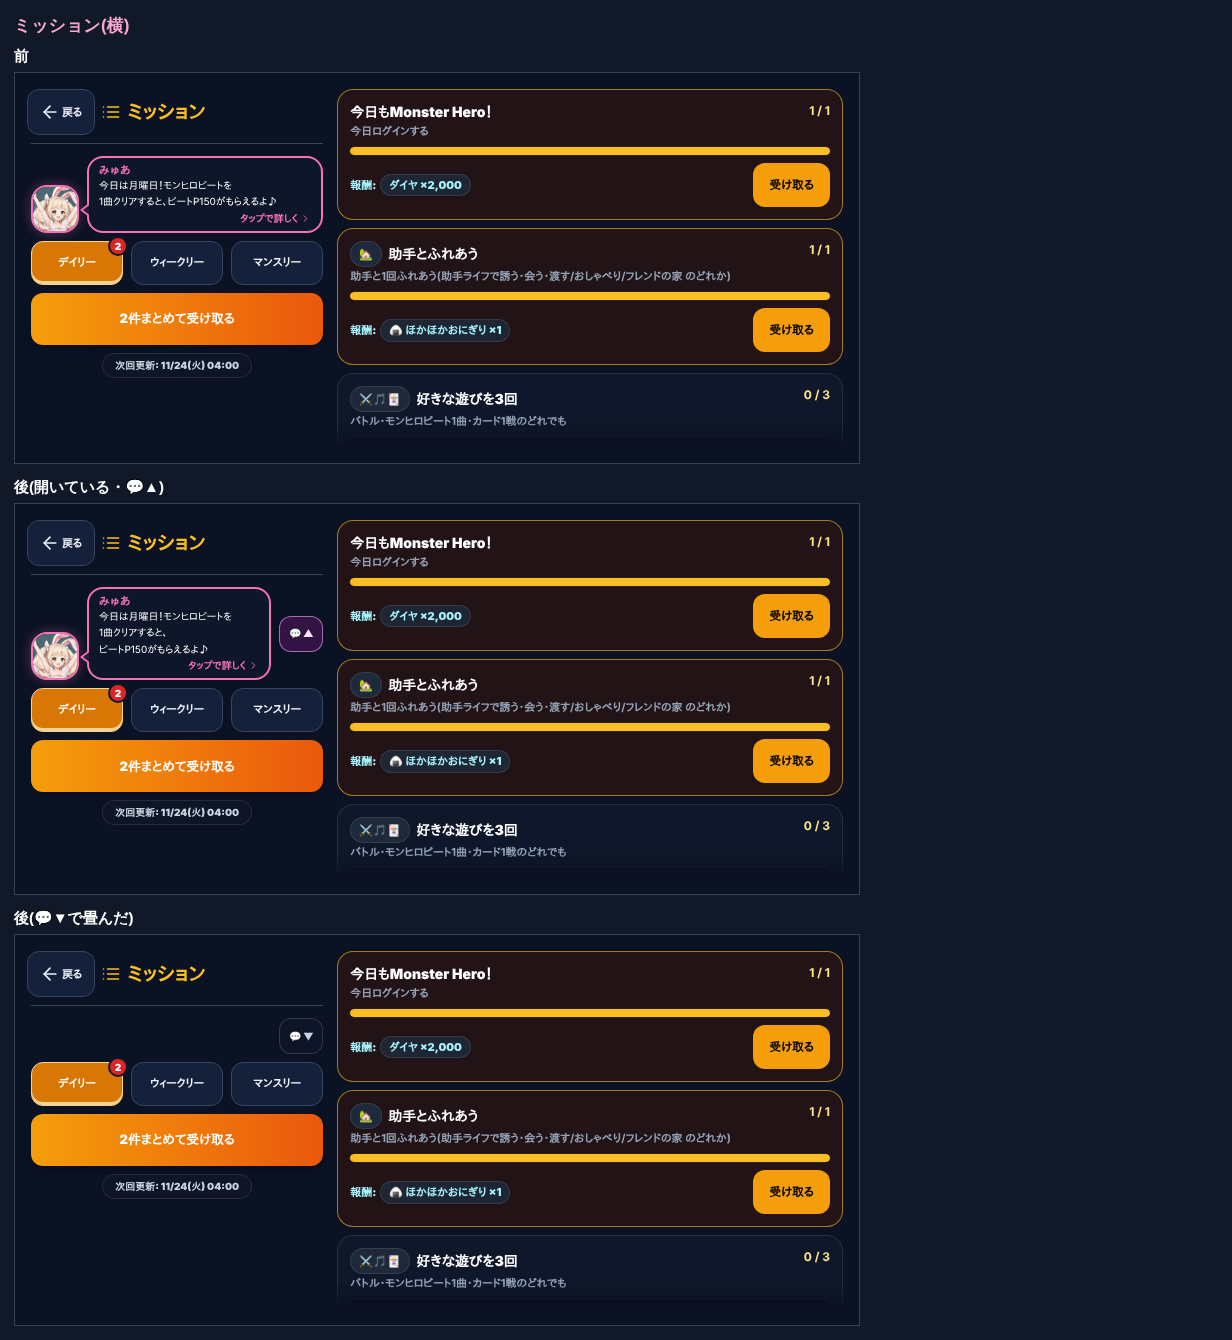 ミッション(横)
前
戻る
ミッション
みゅあ
今日は月曜日!モンヒロビートを
1曲クリアすると、ビートP150がもらえるよ♪
タップで詳しく
デイリー
2
ウィークリー
マンスリー
2件まとめて受け取る
次回更新: 11/24(火) 04:00
今日もMonster Hero!
1 / 1
今日ログインする
報酬: ダイヤ ×2,000
受け取る
助手とふれあう
1 / 1
助手と1回ふれあう(助手ライフで誘う・会う・渡す/おしゃべり/フレンドの家 のどれか)
報酬: 🍙 ほかほかおにぎり ×1
受け取る
好きな遊びを3回
0 / 3
バトル・モンヒロビート1曲・カード1戦のどれでも
後(開いている・💬▲)
戻る
ミッション
みゅあ
今日は月曜日!モンヒロビートを
1曲クリアすると、
ビートP150がもらえるよ♪
タップで詳しく
💬▲
デイリー
2
ウィークリー
マンスリー
2件まとめて受け取る
次回更新: 11/24(火) 04:00
今日もMonster Hero!
1 / 1
今日ログインする
報酬: ダイヤ ×2,000
受け取る
助手とふれあう
1 / 1
助手と1回ふれあう(助手ライフで誘う・会う・渡す/おしゃべり/フレンドの家 のどれか)
報酬: 🍙 ほかほかおにぎり ×1
受け取る
好きな遊びを3回
0 / 3
バトル・モンヒロビート1曲・カード1戦のどれでも
後(💬▼で畳んだ)
戻る
ミッション
💬▼
デイリー
2
ウィークリー
マンスリー
2件まとめて受け取る
次回更新: 11/24(火) 04:00
今日もMonster Hero!
1 / 1
今日ログインする
報酬: ダイヤ ×2,000
受け取る
助手とふれあう
1 / 1
助手と1回ふれあう(助手ライフで誘う・会う・渡す/おしゃべり/フレンドの家 のどれか)
報酬: 🍙 ほかほかおにぎり ×1
受け取る
好きな遊びを3回
0 / 3
バトル・モンヒロビート1曲・カード1戦のどれでも